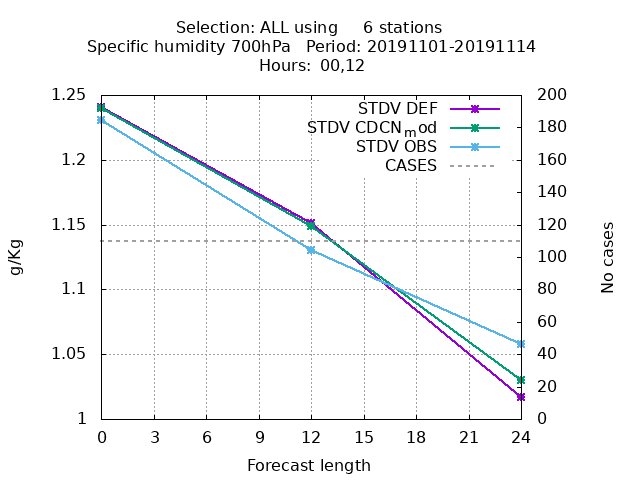 Selection: ALL using     6 stations
Specific humidity 700hPa   Period: 20191101-20191114
Hours: 00,12
1.25
1.2
1.15
1.1
1.05
1
g/Kg
STDV DEF
STDV CDCNmod
STDV OBS
CASES
200
180
160
140
120
100
80
60
40
20
0
No cases
0 3 6 9 12 15 18 21 24
Forecast length